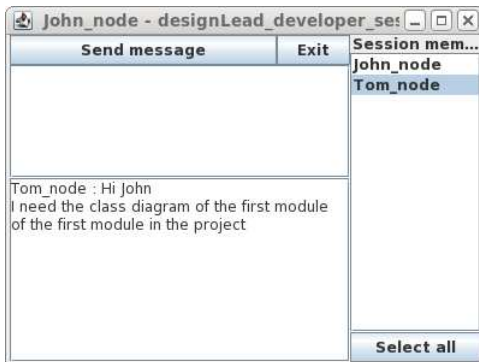 John_node - designLead_developer_ses
Send message Exit Session mem...
John_node
Tom_node
Tom_node : Hi John
I need the class diagram of the first module
of the first module in the project
Select all